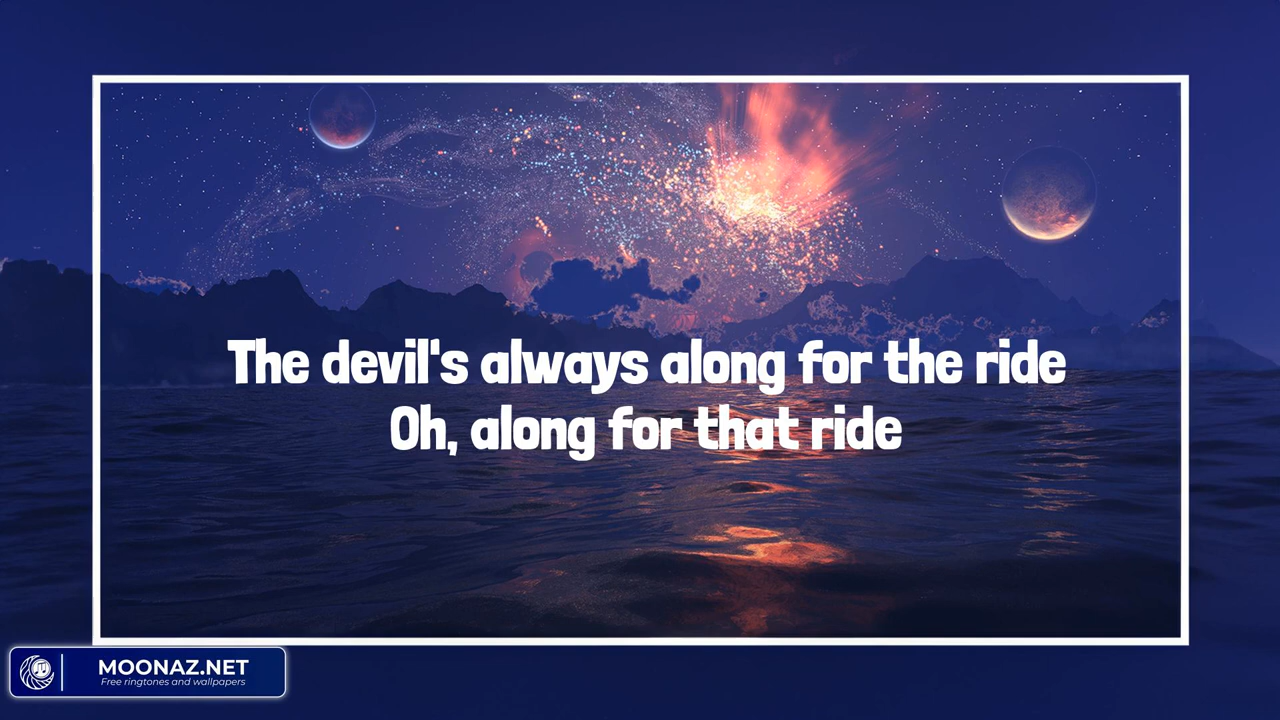 The devil's always along for the ride
Oh, along for that ride
MOONAZ.NET
Free ringtones and wallpapers